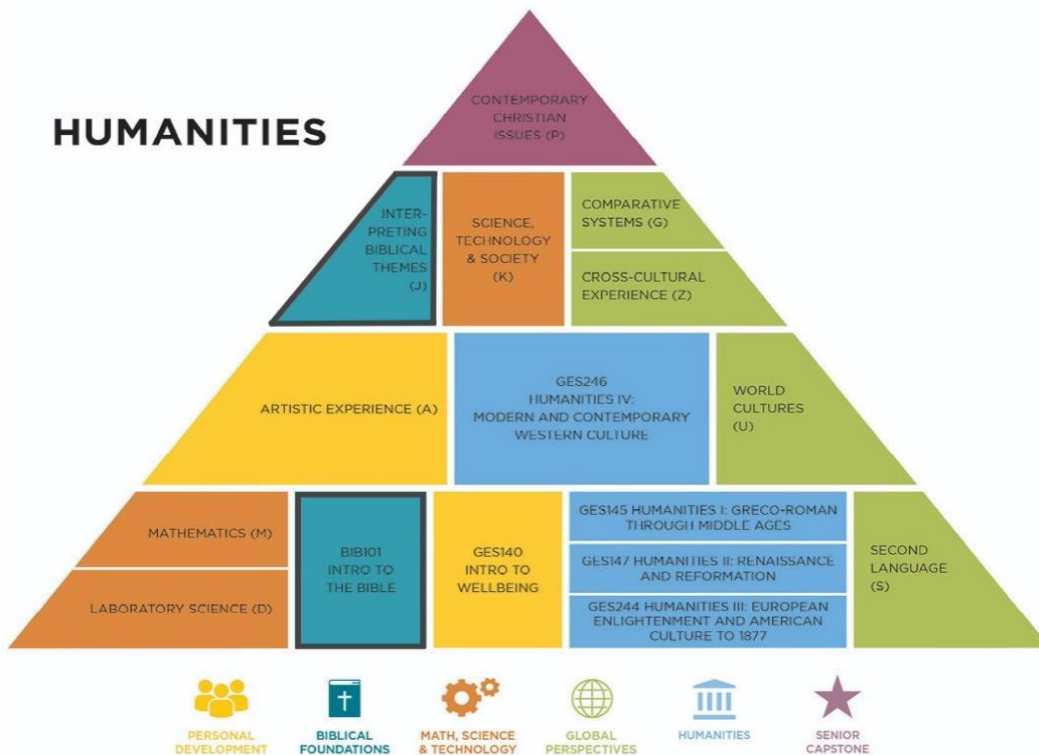 HUMANITIES
CONTEMPORARY
CHRISTIAN
ISSUES (P)
INTER-
PRETING
BIBLICAL
THEMES
(J)
SCIENCE,
TECHNOLOGY
& SOCIETY
(K)
COMPARATIVE
SYSTEMS (G)
CROSS-CULTURAL
EXPERIENCE (Z)
ARTISTIC EXPERIENCE (A)
GES246
HUMANITIES IV:
MODERN AND CONTEMPORARY
WESTERN CULTURE
WORLD
CULTURES
(U)
MATHEMATICS (M)
LABORATORY SCIENCE (D)
BIB101
INTRO TO
THE BIBLE
GES140
INTRO TO
WELLBEING
GES145 HUMANITIES I: GRECO-ROMAN
THROUGH MIDDLE AGES
GES147 HUMANITIES II: RENAISSANCE
AND REFORMATION
GES244 HUMANITIES III: EUROPEAN
ENLIGHTENMENT AND AMERICAN
CULTURE TO 1877
SECOND
LANGUAGE
(S)
PERSONAL
DEVELOPMENT
BIBLICAL
FOUNDATIONS
MATH, SCIENCE
& TECHNOLOGY
GLOBAL
PERSPECTIVES
HUMANITIES
SENIOR
CAPSTONE